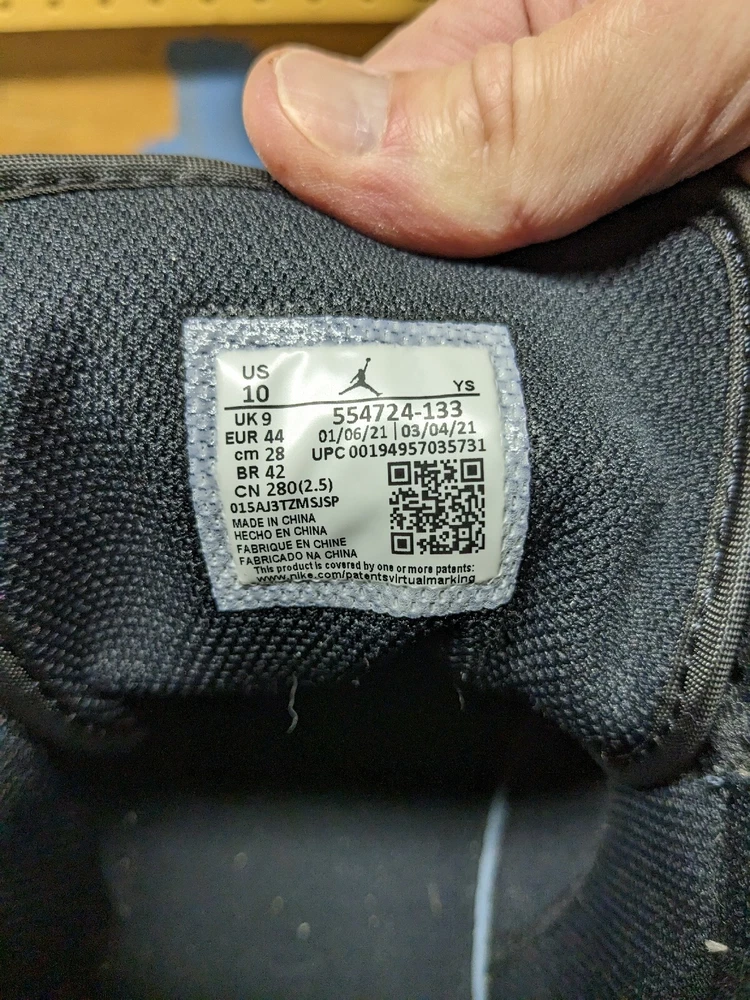 US
10
YS
UK 9
554724-133
EUR 44
01/06/21 | 03/04/21
cm 28
UPC 00194957035731
BR 42
CN 280(2.5)
015AJ3TZMSJSP
MADE IN CHINA
HECHO EN CHINA
FABRIQUE EN CHINE
FABRICADO NA CHINA
This product is covered by one or more patents:
www.nike.com/patentsvirtualmarking